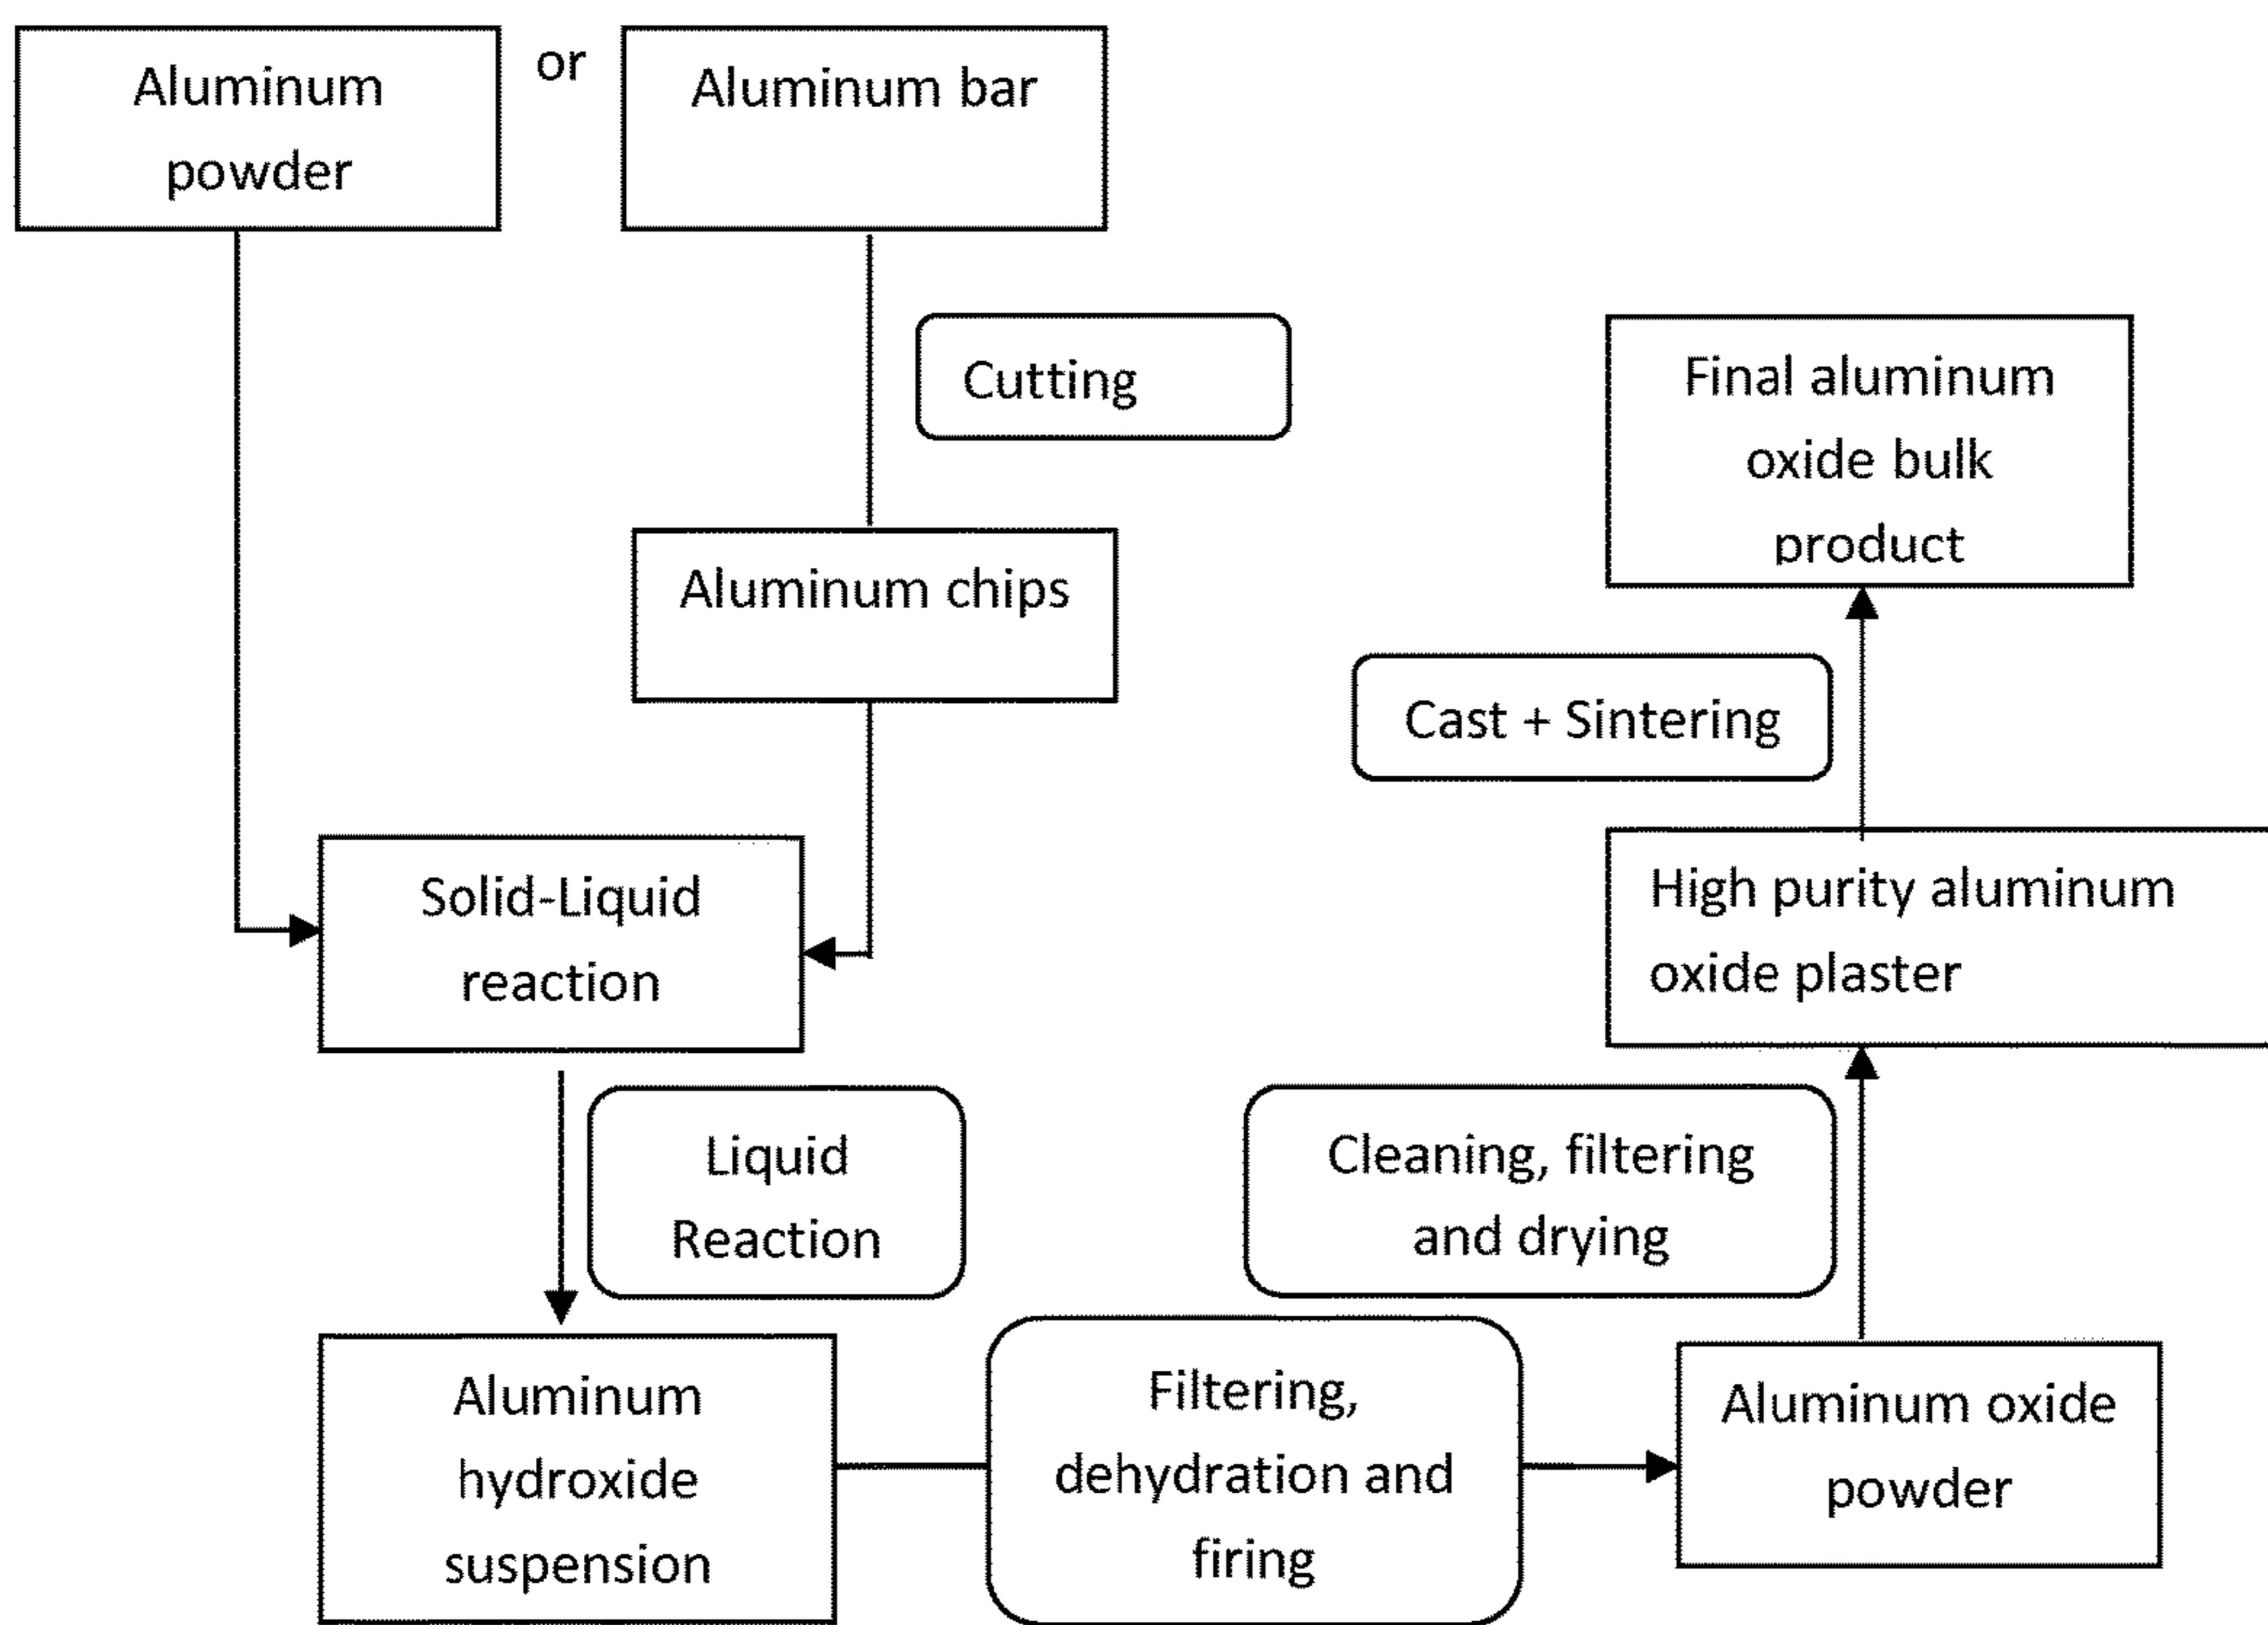 Aluminum
powder
or
Aluminum bar
Cutting
Aluminum chips
Solid-Liquid
reaction
Liquid
Reaction
Aluminum
hydroxide
suspension
Filtering,
dehydration and
firing
Aluminum oxide
powder
Cleaning, filtering
and drying
High purity aluminum
oxide plaster
Cast + Sintering
Final aluminum
oxide bulk
product